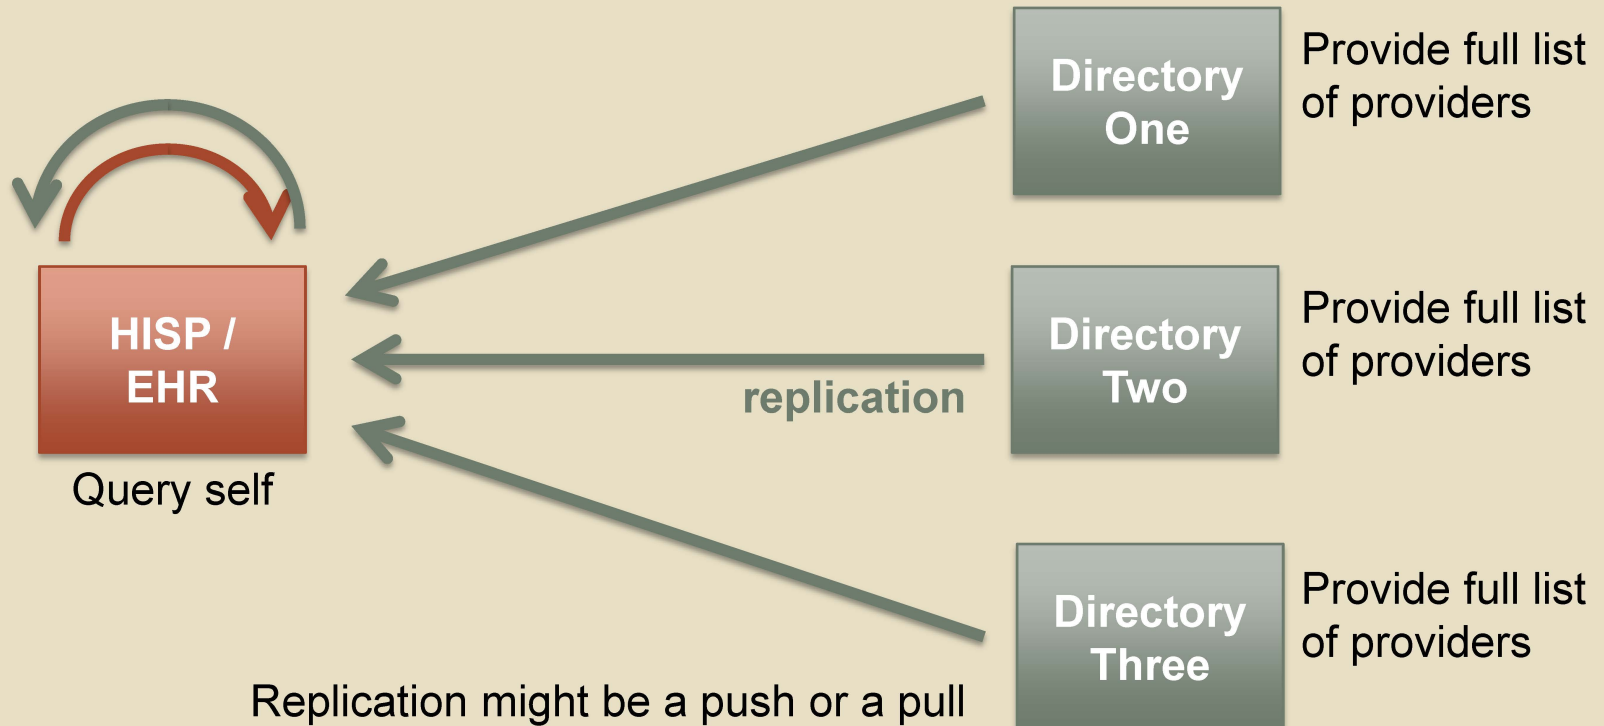 Directory
One
Provide full list
of providers
HISP /
EHR
Query self
replication
Directory
Two
Provide full list
of providers
Directory
Three
Provide full list
of providers
Replication might be a push or a pull